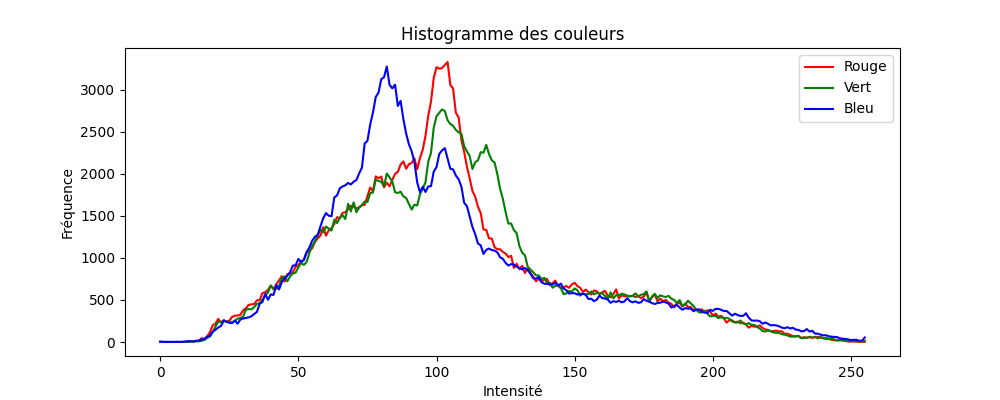 Histogramme des couleurs
Rouge
Vert
Bleu
Fréquence
3000
2500
2000
1500
1000
500
0
0 50 100 150 200 250
Intensité